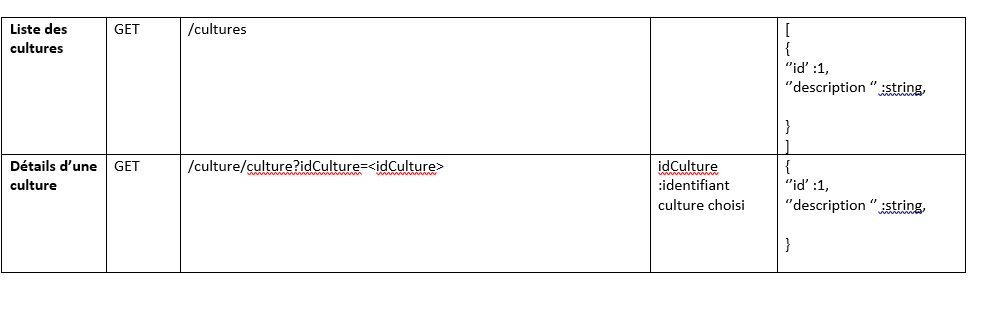 Liste des
cultures
GET
/cultures
[
{
‘’id’ :1,
‘’description ‘’ :string,
}
]
Détails d’une
culture
GET
/culture/culture?idCulture=<idCulture>
idCulture
:identifiant
culture choisi
{
‘’id’ :1,
‘’description ‘’ :string,
}